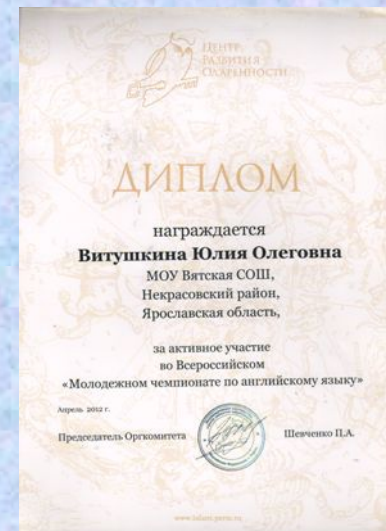 Центр
Развития
Одаренности
ДИПЛОМ
награждается
Витушкина Юлия Олеговна
МОУ Вятская СОШ,
Некрасовский район,
Ярославская область,
за активное участие
во Всероссийском
«Молодежном чемпионате по английскому языку»
Апрель 2012 г.
Председатель Оргкомитета
Шевченко П.А.